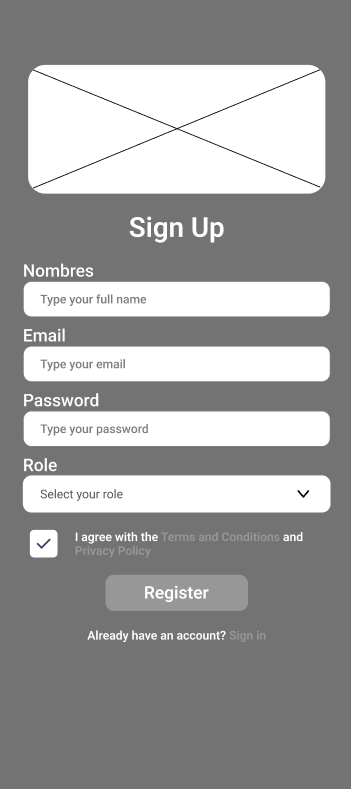 Sign Up
Nombres
Type your full name
Email
Type your email
Password
Type your password
Role
Select your role
I agree with the Terms and Conditions and
Privacy Policy
Register
Already have an account? Sign in